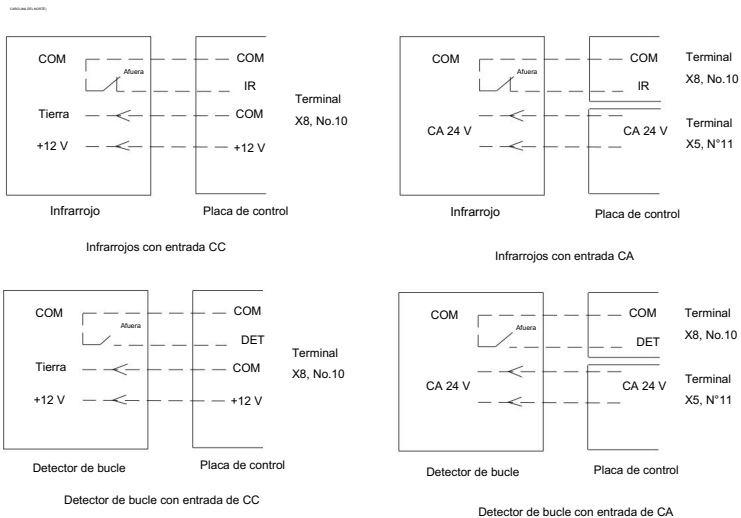 CAROLINA DEL NORTE)
COM
Afuera
Tierra
+12 V
COM
IR
COM
+12 V
Terminal
X8, No.10
Infrarrojo
Placa de control
Infrarrojos con entrada CC
COM
Afuera
CA 24 V
COM
IR
CA 24 V
Terminal
X8, No.10
Terminal
X5, N°11
Infrarrojo
Placa de control
Infrarrojos con entrada CA
COM
Afuera
Tierra
+12 V
COM
DET
COM
+12 V
Terminal
X8, No.10
Detector de bucle
Placa de control
Detector de bucle con entrada de CC
COM
Afuera
CA 24 V
COM
DET
CA 24 V
Terminal
X8, No.10
Terminal
X5, N°11
Detector de bucle
Placa de control
Detector de bucle con entrada de CA